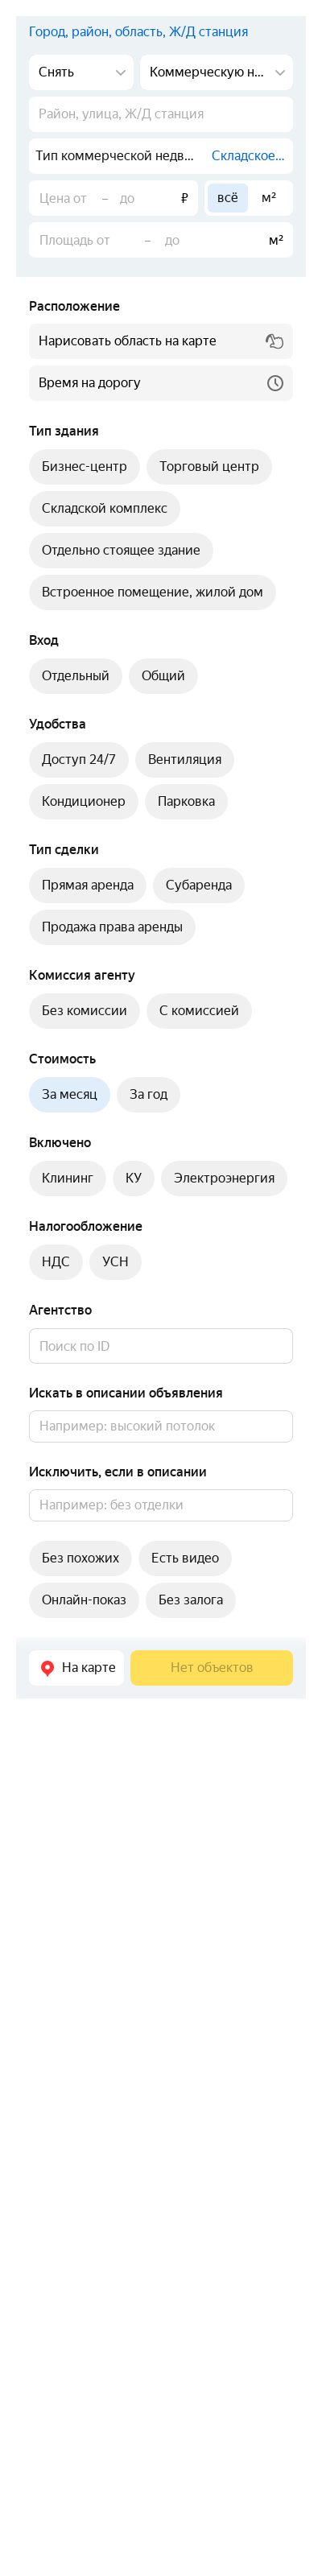 Город, район, область, Ж/Д станция
Снять Коммерческую н...
Район, улица, Ж/Д станция
Тип коммерческой недв... Складское...
Цена от – до ₽ всё м²
Площадь от – до м²
Расположение
Нарисовать область на карте
Время на дорогу
Тип здания
Бизнес-центр Торговый центр
Складской комплекс
Отдельно стоящее здание
Встроенное помещение, жилой дом
Вход
Отдельный Общий
Удобства
Доступ 24/7 Вентиляция
Кондиционер Парковка
Тип сделки
Прямая аренда Субаренда
Продажа права аренды
Комиссия агенту
Без комиссии С комиссией
Стоимость
За месяц За год
Включено
Клининг КУ Электроэнергия
Налогообложение
НДС УСН
Агентство
Поиск по ID
Искать в описании объявления
Например: высокий потолок
Исключить, если в описании
Например: без отделки
Без похожих Есть видео
Онлайн-показ Без залога
На карте Нет объектов